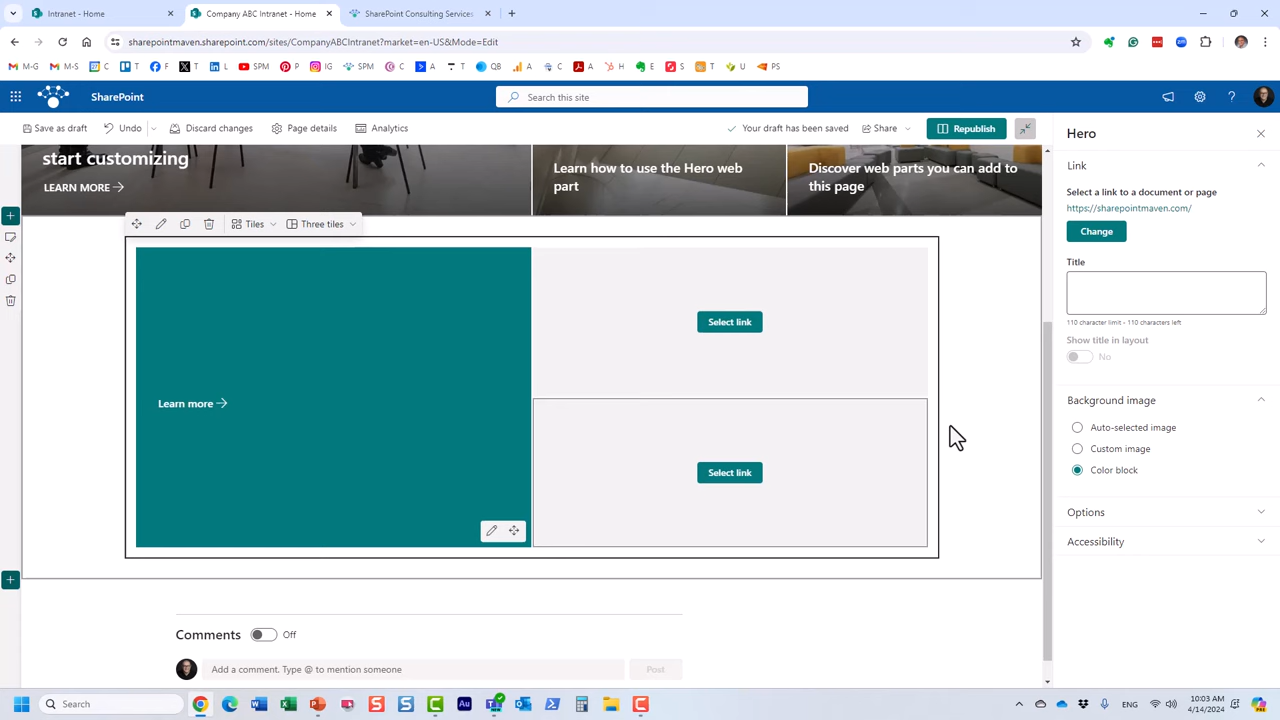 Intranet - Home
Company ABC Intranet - Home
SharePoint Consulting Services
sharepointmaven.sharepoint.com/sites/CompanyABCIntranet?market=en-US&Mode=Edit
M-G
M-S
C
T
F
T
YU
SPM
P
IG
SPM
C
A
T
QB
A
C
A
H
E
S
T
U
PS
SharePoint
Search this site
Save as draft
Undo
Discard changes
Page details
Analytics
Your draft has been saved
Share
Republish
start customizing
LEARN MORE
Learn how to use the Hero web
part
Discover web parts you can add to
this page
Tiles
Three tiles
Learn more
Select link
Select link
Comments
Off
Add a comment. Type @ to mention someone
Post
Hero
Link
Select a link to a document or page
https://sharepointmaven.com/
Change
Title
110 character limit - 110 characters left
Show title in layout
No
Background image
Auto-selected image
Custom image
Color block
Options
Accessibility
Search
ENG
10:03 AM
4/14/2024